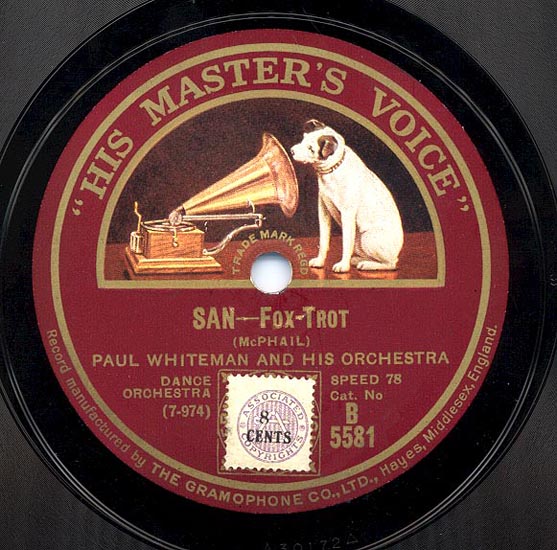 "HIS MASTER'S VOICE"
TRADE MARK REGD
SAN—FOX-TROT
(McPHAIL)
PAUL WHITEMAN AND HIS ORCHESTRA
DANCE
ORCHESTRA
(7-974)
ASSOCIATED
8
CENTS
COPYRIGHTS
SPEED 78
Cat. No
B
5581
Record manufactured by THE GRAMOPHONE CO., LTD., Hayes, Middlesex, England.
A30172Δ